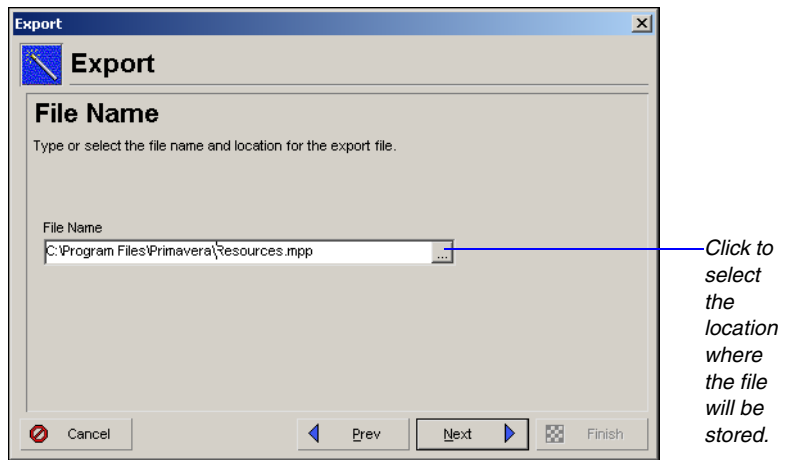 Export
Export
File Name
Type or select the file name and location for the export file.
File Name
C:\Program Files\Primavera\Resources.mpp
...
Click to
select
the
location
where
the file
will be
stored.
Cancel
Prev
Next
Finish